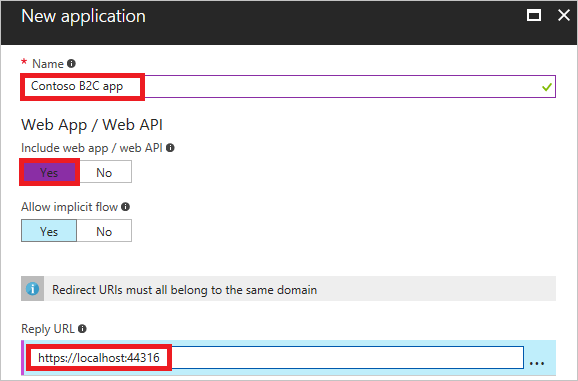 New application
* Name
Contoso B2C app
Web App / Web API
Include web app / web API
Yes No
Allow implicit flow
Yes No
Redirect URIs must all belong to the same domain
Reply URL
https://localhost:44316
...